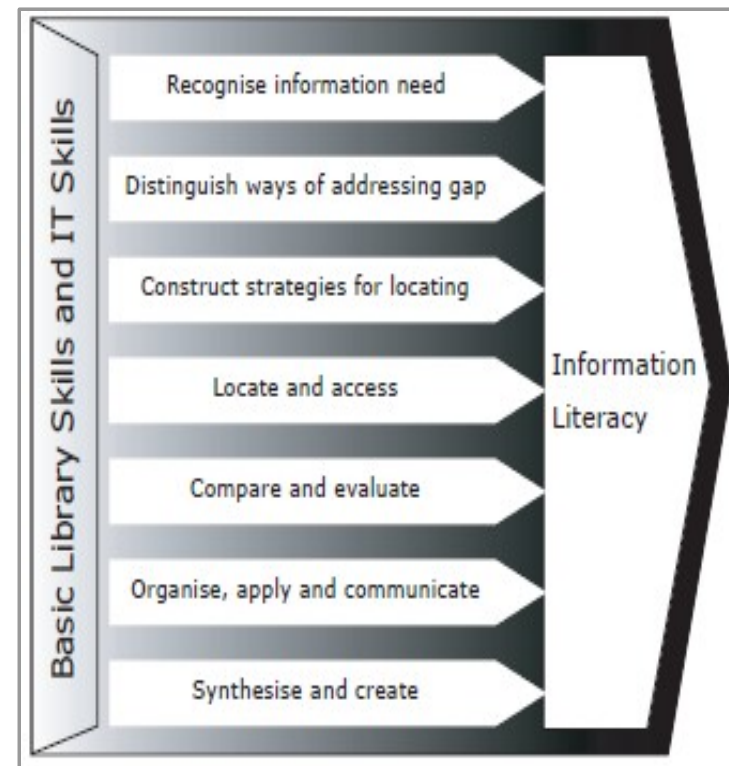 Basic Library Skills and IT Skills
Recognise information need
Distinguish ways of addressing gap
Construct strategies for locating
Locate and access
Compare and evaluate
Organise, apply and communicate
Synthesise and create
Information
Literacy